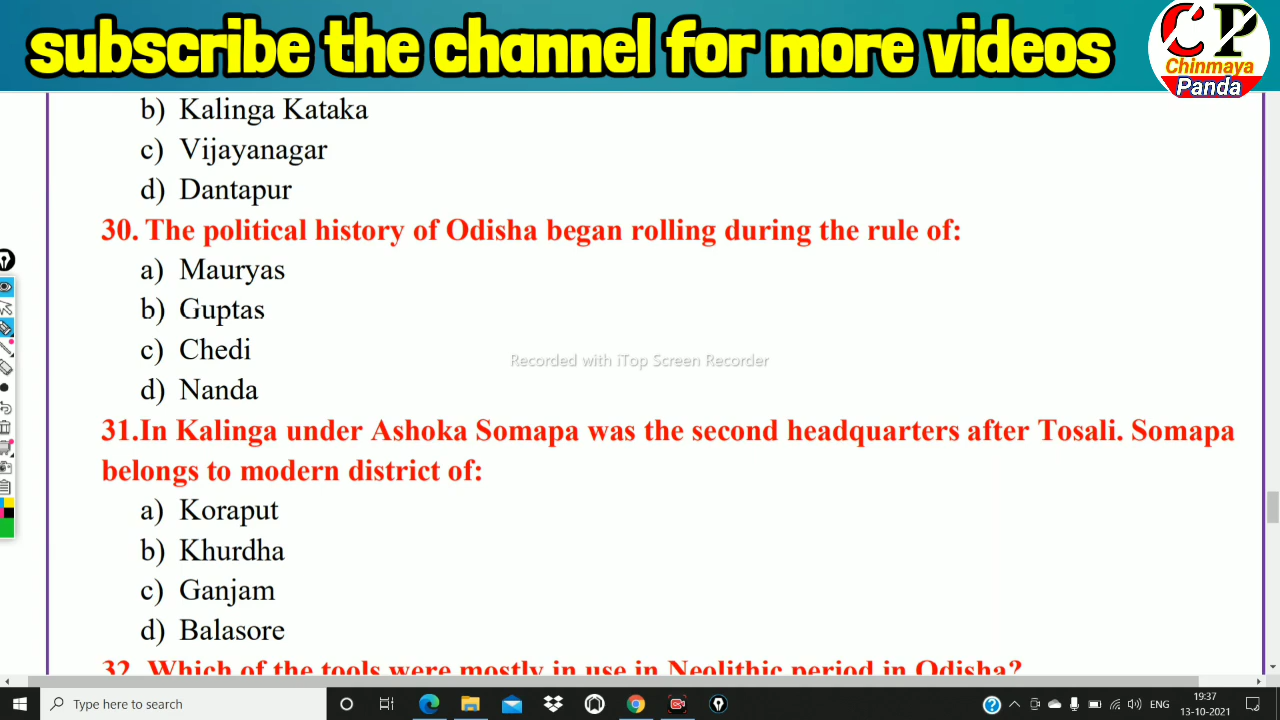 subscribe the channel for more videos
CP
Chinmaya
Panda
b) Kalinga Kataka
c) Vijayanagar
d) Dantapur
30. The political history of Odisha began rolling during the rule of:
a) Mauryas
b) Guptas
c) Chedi
d) Nanda
Recorded with iTop Screen Recorder
31.In Kalinga under Ashoka Somapa was the second headquarters after Tosali. Somapa
belongs to modern district of:
a) Koraput
b) Khurdha
c) Ganjam
d) Balasore
32. Which of the tools were mostly in use in Neolithic period in Odisha?
Type here to search
ENG
19:37
13-10-2021